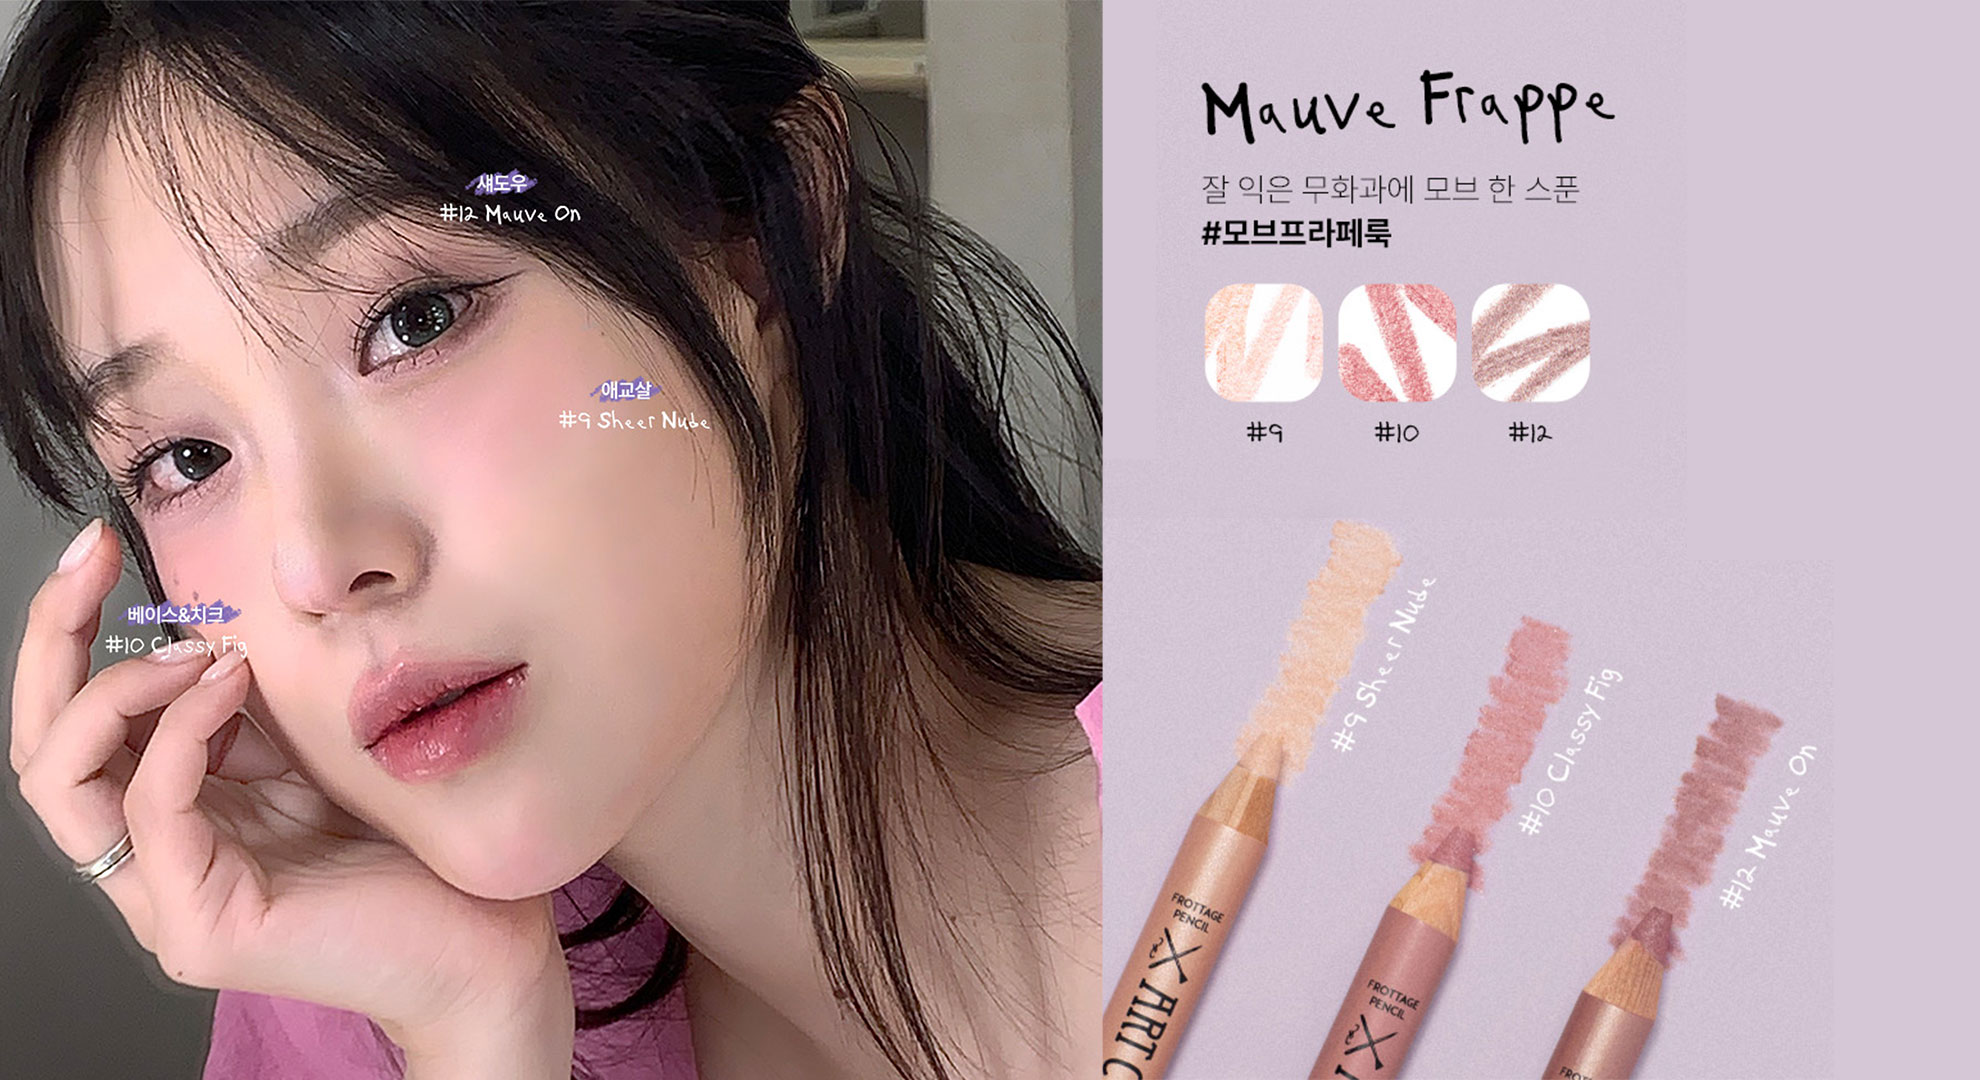 섀도우
#12 Mauve On
애교살
#9 Sheer Nude
베이스&치크
#10 Classy Fig
Mauve Frappe
잘 익은 무화과에 모브 한 스푼
#모브프라페룩
#9
#10
#12
#9 Sheer Nude
#10 Classy Fig
#12 Mauve On
FROTTAGE
PENCIL
ART
FROTTAGE
PENCIL